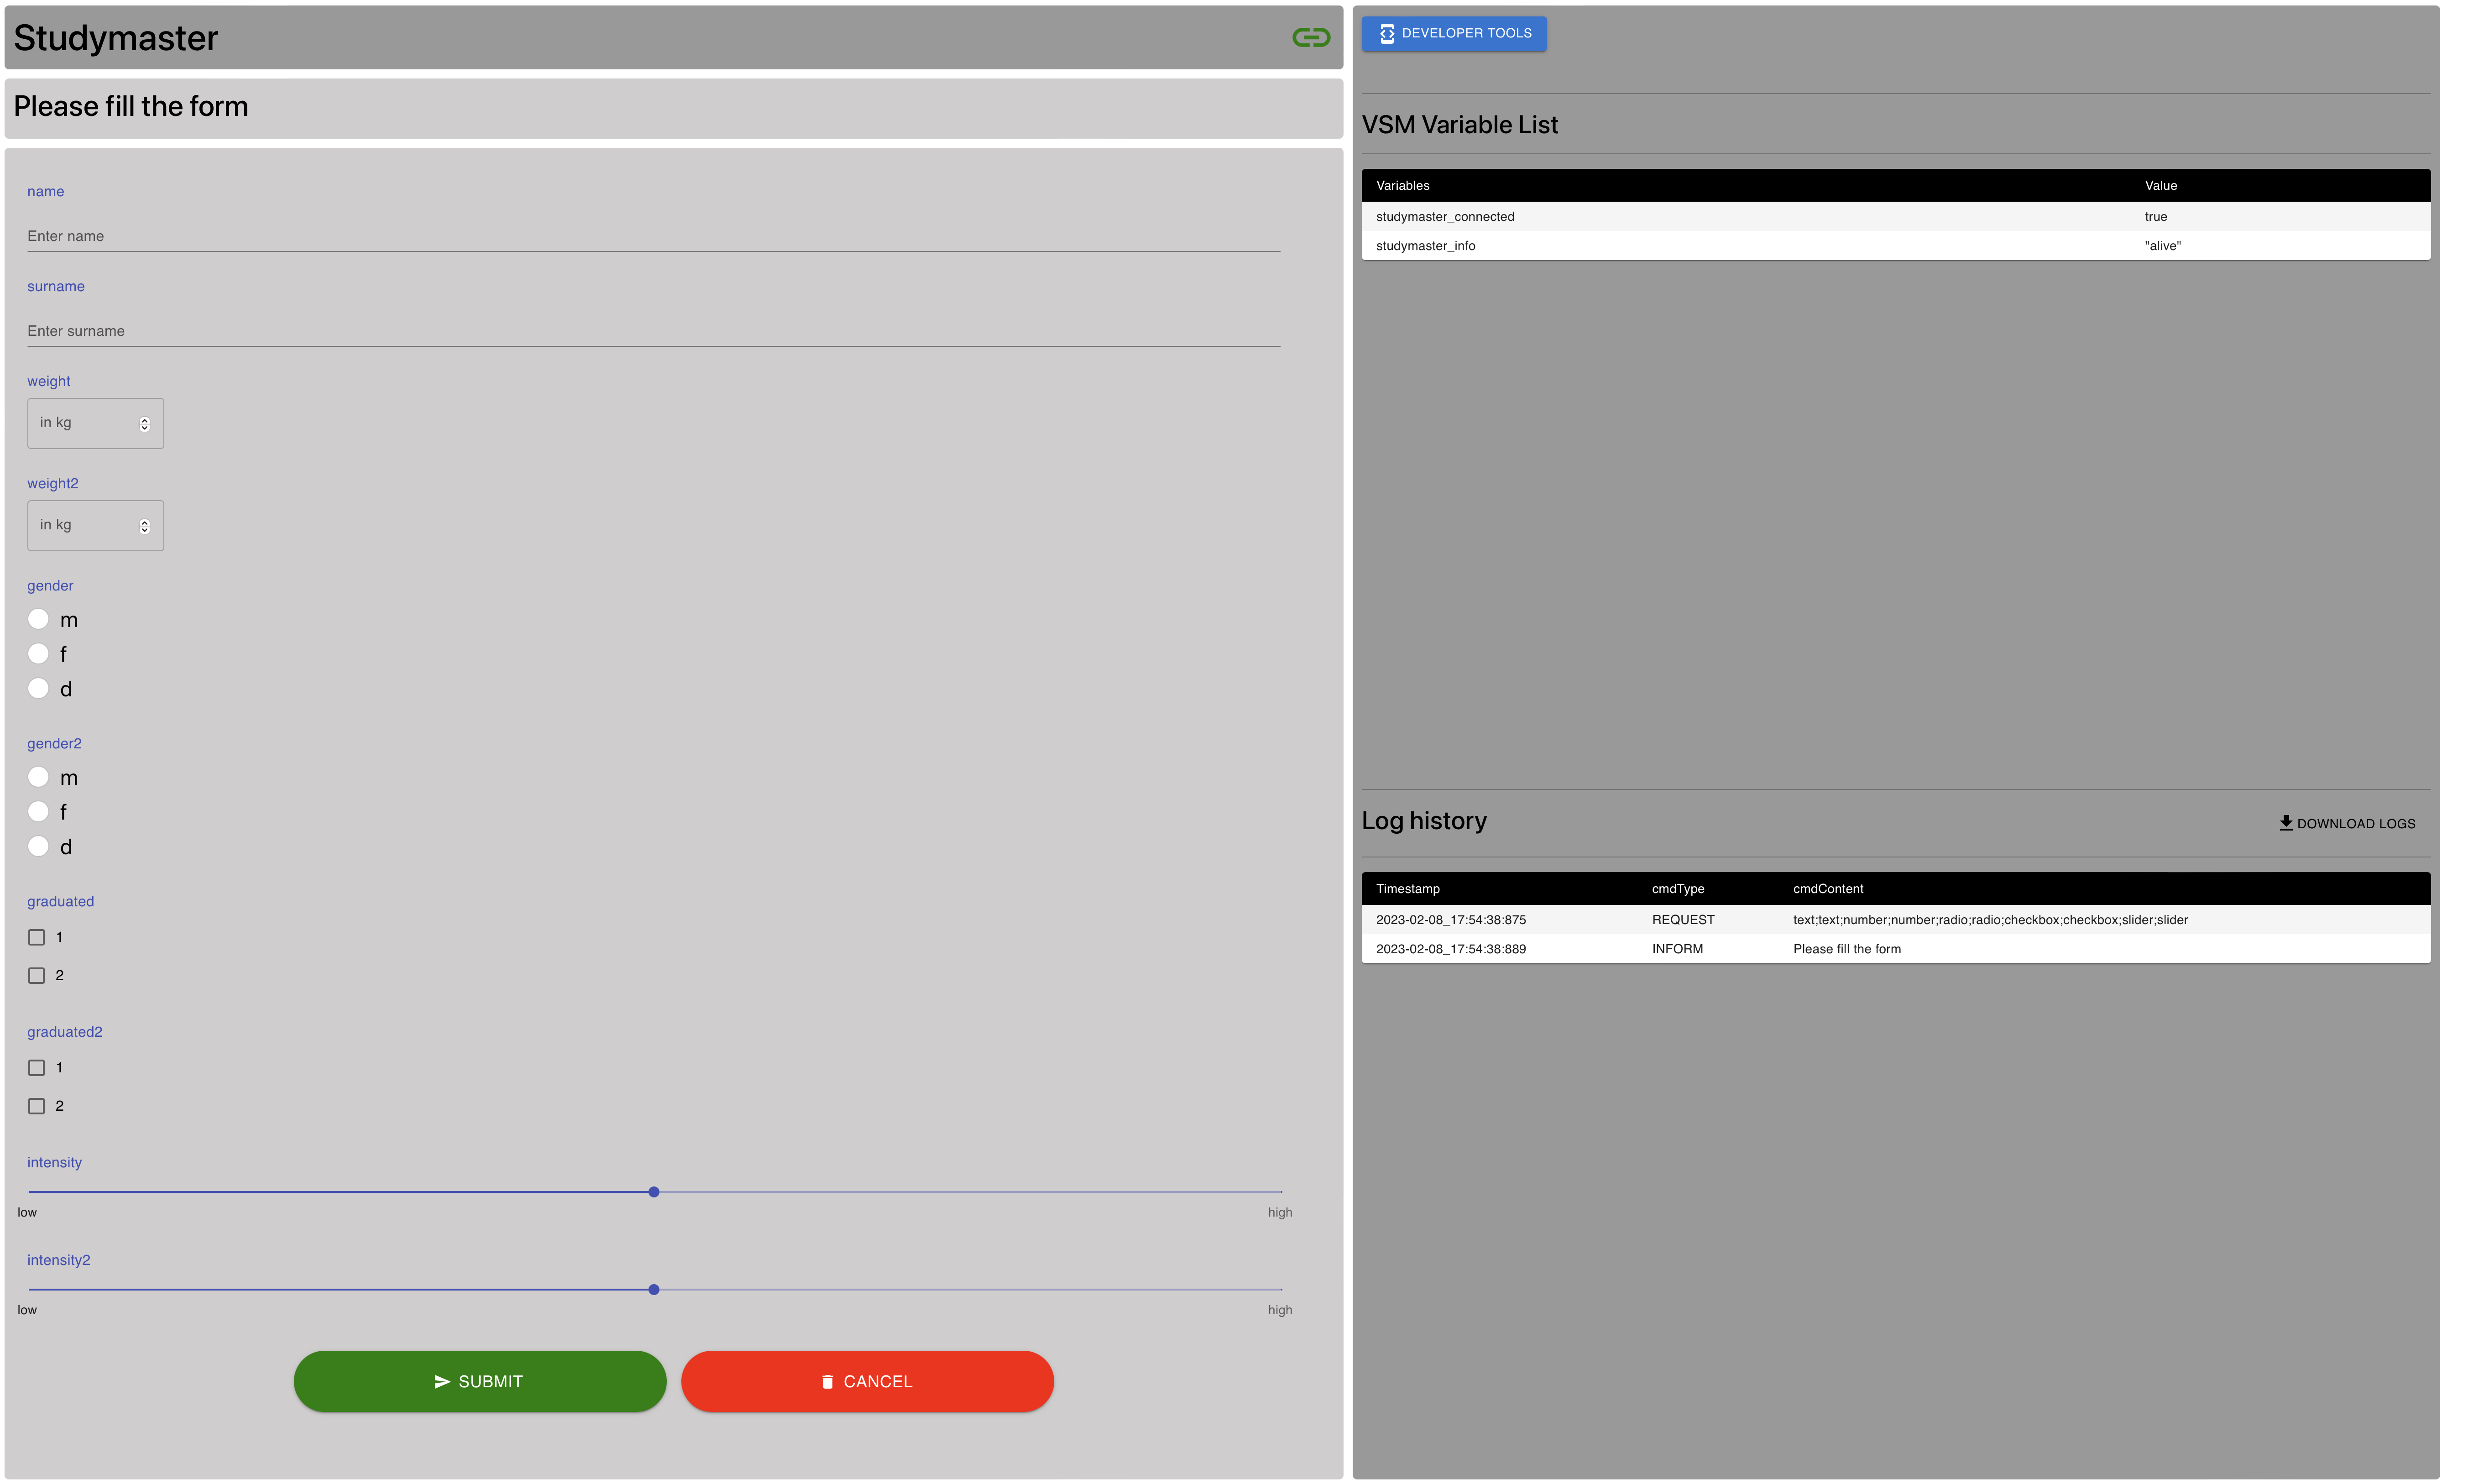 Studymaster
Please fill the form
name
Enter name
surname
Enter surname
weight
in kg
weight2
in kg
gender
m
f
d
gender2
m
f
d
graduated
1
2
graduated2
1
2
intensity
low high
intensity2
low high
SUBMIT CANCEL
DEVELOPER TOOLS
VSM Variable List
Variables Value
studymaster_connected true
studymaster_info "alive"
Log history DOWNLOAD LOGS
Timestamp cmdType cmdContent
2023-02-08_17:54:38:875 REQUEST text;text;number;number;radio;radio;checkbox;checkbox;slider;slider
2023-02-08_17:54:38:889 INFORM Please fill the form